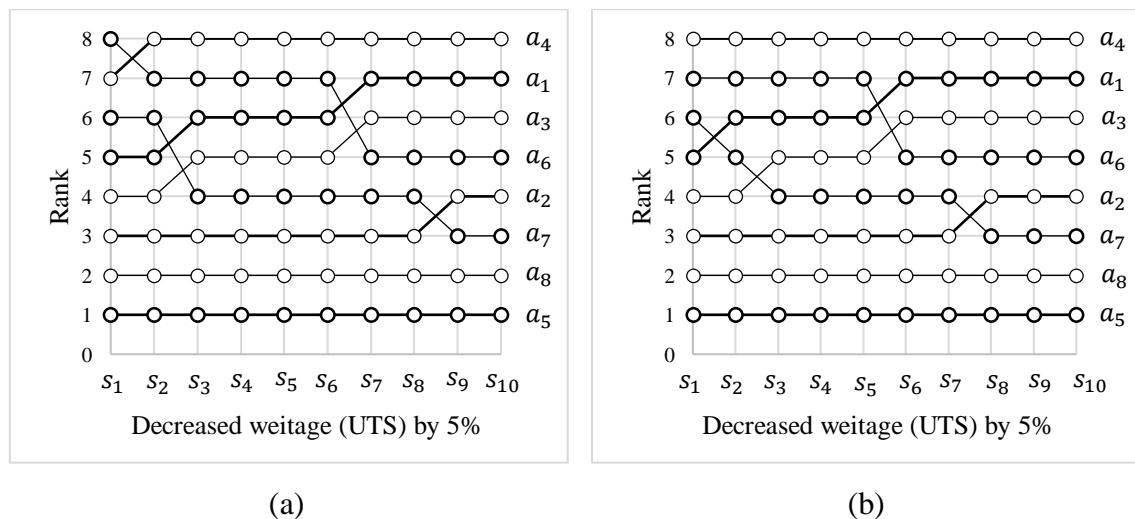 8 a₄
7 a₁
6 a₃
5 a₆
4 a₂
3 a₇
2 a₈
1 a₅
0
Rank
s₁ s₂ s₃ s₄ s₅ s₆ s₇ s₈ s₉ s₁₀
Decreased weitage (UTS) by 5%
(a)
8 a₄
7 a₁
6 a₃
5 a₆
4 a₂
3 a₇
2 a₈
1 a₅
0
Rank
s₁ s₂ s₃ s₄ s₅ s₆ s₇ s₈ s₉ s₁₀
Decreased weitage (UTS) by 5%
(b)